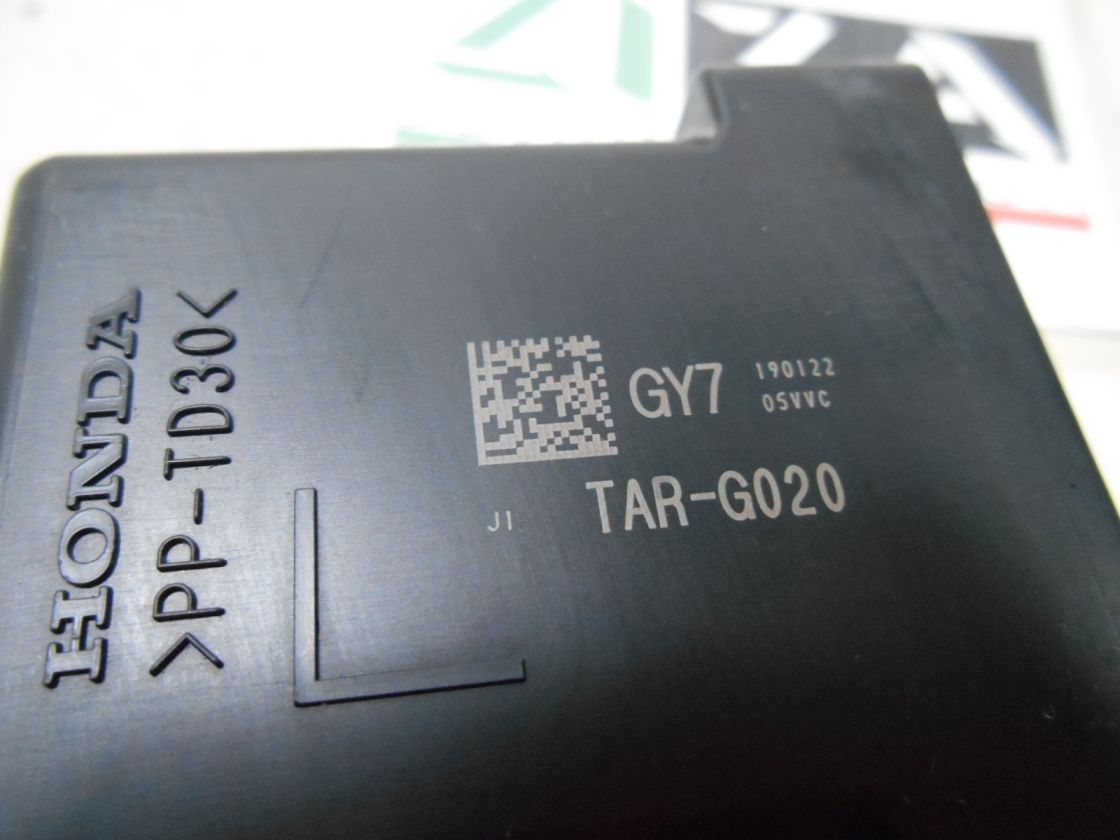 HONDA
>PP-TD30<
GY7
190122
05VVC
J1
TAR-G020